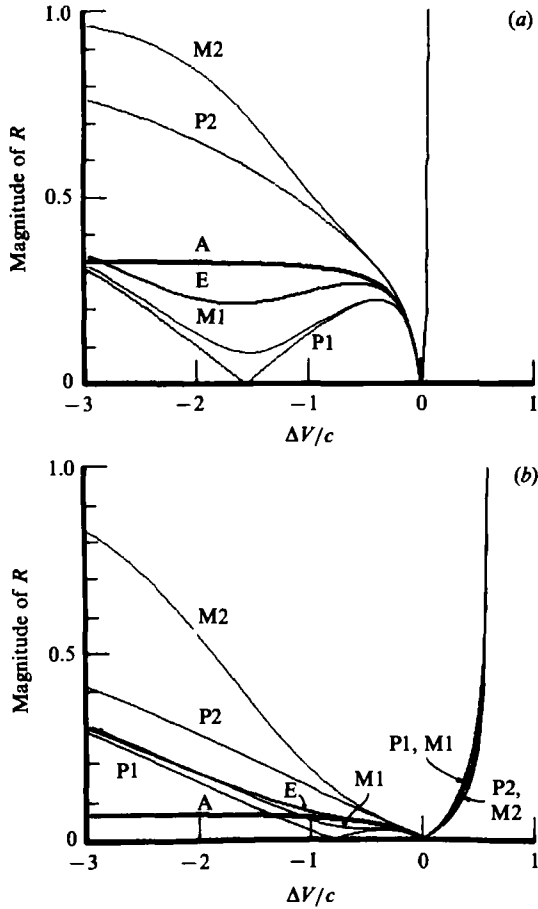 (a)
1.0
0.5
0
Magnitude of R
M2
P2
A
E
M1
P1
−3
−2
−1
0
1
ΔV/c
(b)
1.0
0.5
0
Magnitude of R
M2
P2
P1
A
E
M1
P1, M1
P2,
M2
−3
−2
−1
0
1
ΔV/c